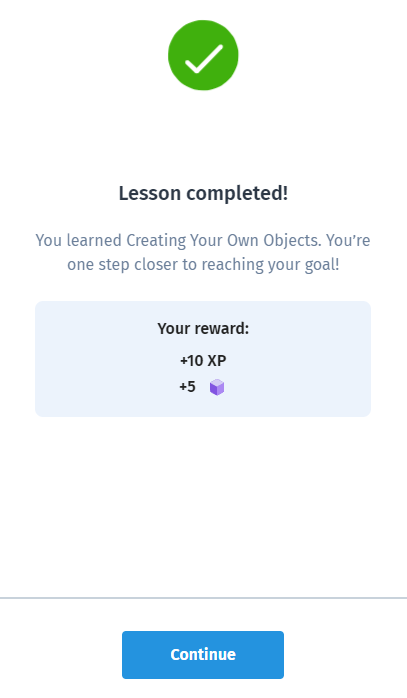 Lesson completed!
You learned Creating Your Own Objects. You’re
one step closer to reaching your goal!
Your reward:
+10 XP
+5
Continue